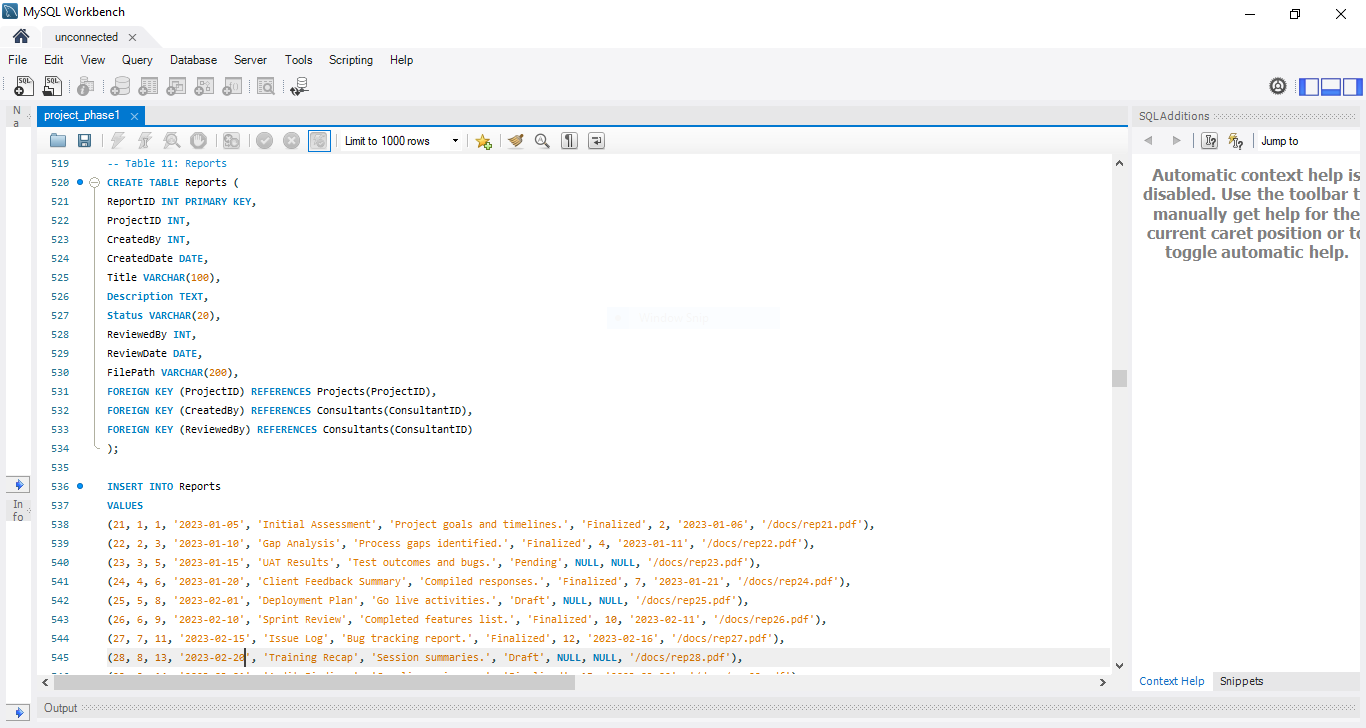 MySQL Workbench
unconnected
File Edit View Query Database Server Tools Scripting Help
N
a
project_phase1
Limit to 1000 rows
519 -- Table 11: Reports
520 CREATE TABLE Reports (
521 ReportID INT PRIMARY KEY,
522 ProjectID INT,
523 CreatedBy INT,
524 CreatedDate DATE,
525 Title VARCHAR(100),
526 Description TEXT,
527 Status VARCHAR(20),
528 ReviewedBy INT,
529 ReviewDate DATE,
530 FilePath VARCHAR(200),
531 FOREIGN KEY (ProjectID) REFERENCES Projects(ProjectID),
532 FOREIGN KEY (CreatedBy) REFERENCES Consultants(ConsultantID),
533 FOREIGN KEY (ReviewedBy) REFERENCES Consultants(ConsultantID)
534 );
535
536 INSERT INTO Reports
537 VALUES
538 (21, 1, 1, '2023-01-05', 'Initial Assessment', 'Project goals and timelines.', 'Finalized', 2, '2023-01-06', '/docs/rep21.pdf'),
539 (22, 2, 3, '2023-01-10', 'Gap Analysis', 'Process gaps identified.', 'Finalized', 4, '2023-01-11', '/docs/rep22.pdf'),
540 (23, 3, 5, '2023-01-15', 'UAT Results', 'Test outcomes and bugs.', 'Pending', NULL, NULL, '/docs/rep23.pdf'),
541 (24, 4, 6, '2023-01-20', 'Client Feedback Summary', 'Compiled responses.', 'Finalized', 7, '2023-01-21', '/docs/rep24.pdf'),
542 (25, 5, 8, '2023-02-01', 'Deployment Plan', 'Go live activities.', 'Draft', NULL, NULL, '/docs/rep25.pdf'),
543 (26, 6, 9, '2023-02-10', 'Sprint Review', 'Completed features list.', 'Finalized', 10, '2023-02-11', '/docs/rep26.pdf'),
544 (27, 7, 11, '2023-02-15', 'Issue Log', 'Bug tracking report.', 'Finalized', 12, '2023-02-16', '/docs/rep27.pdf'),
545 (28, 8, 13, '2023-02-20', 'Training Recap', 'Session summaries.', 'Draft', NULL, NULL, '/docs/rep28.pdf'),
In
fo
Output
SQLAdditions
Jump to
Automatic context help is
disabled. Use the toolbar t
manually get help for the
current caret position or to
toggle automatic help.
Context Help Snippets